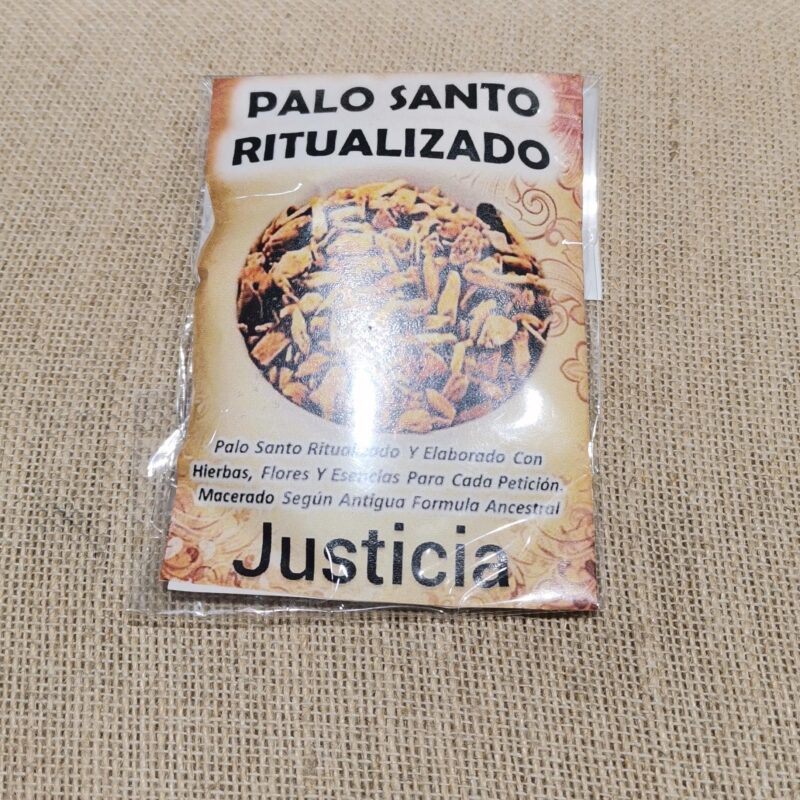 PALO SANTO
RITUALIZADO
Palo Santo Ritualizado Y Elaborado Con
Hierbas, Flores Y Esencias Para Cada Petición.
Macerado Según Antigua Formula Ancestral
Justicia